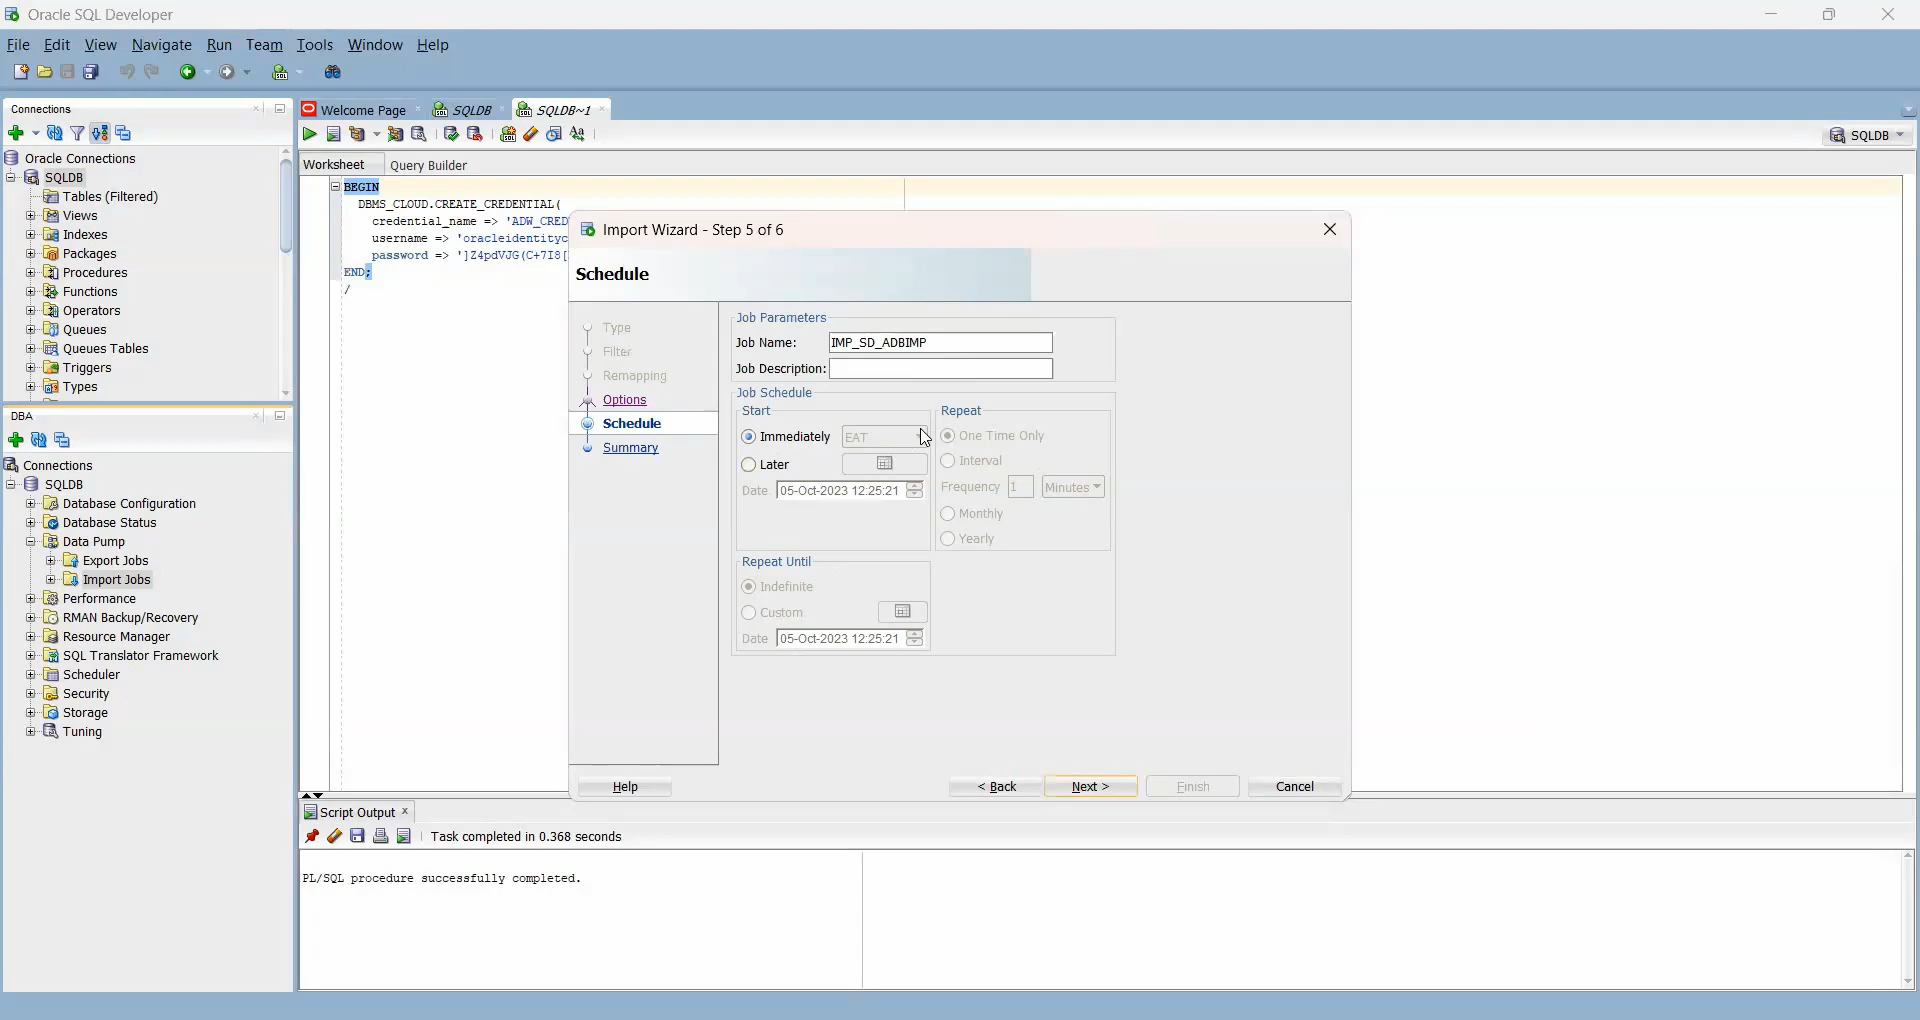 Oracle SQL Developer
File Edit View Navigate Run Team Tools Window Help
Connections
Oracle Connections
SQLDB
Tables (Filtered)
Views
Indexes
Packages
Procedures
Functions
Operators
Queues
Queues Tables
Triggers
Types
DBA
Connections
SQLDB
Database Configuration
Database Status
Data Pump
Export Jobs
Import Jobs
Performance
RMAN Backup/Recovery
Resource Manager
SQL Translator Framework
Scheduler
Security
Storage
Tuning
Welcome Page SQLDB SQLDB~1
SQLDB
Worksheet Query Builder
BEGIN
DBMS_CLOUD.CREATE_CREDENTIAL(
credential_name => 'ADW_CRED
username => 'oracleidentityc
password => ']Z4pdVJG(C+7I8[
END;
/
Import Wizard - Step 5 of 6
Schedule
Type
Filter
Remapping
Options
Schedule
Summary
Job Parameters
Job Name: IMP_SD_ADBIMP
Job Description:
Job Schedule
Start
Immediately EAT
Later
Date 05-Oct-2023 12:25:21
Repeat
One Time Only
Interval
Frequency 1 Minutes
Monthly
Yearly
Repeat Until
Indefinite
Custom
Date 05-Oct-2023 12:25:21
Help < Back Next > Finish Cancel
Script Output
Task completed in 0.368 seconds
PL/SQL procedure successfully completed.